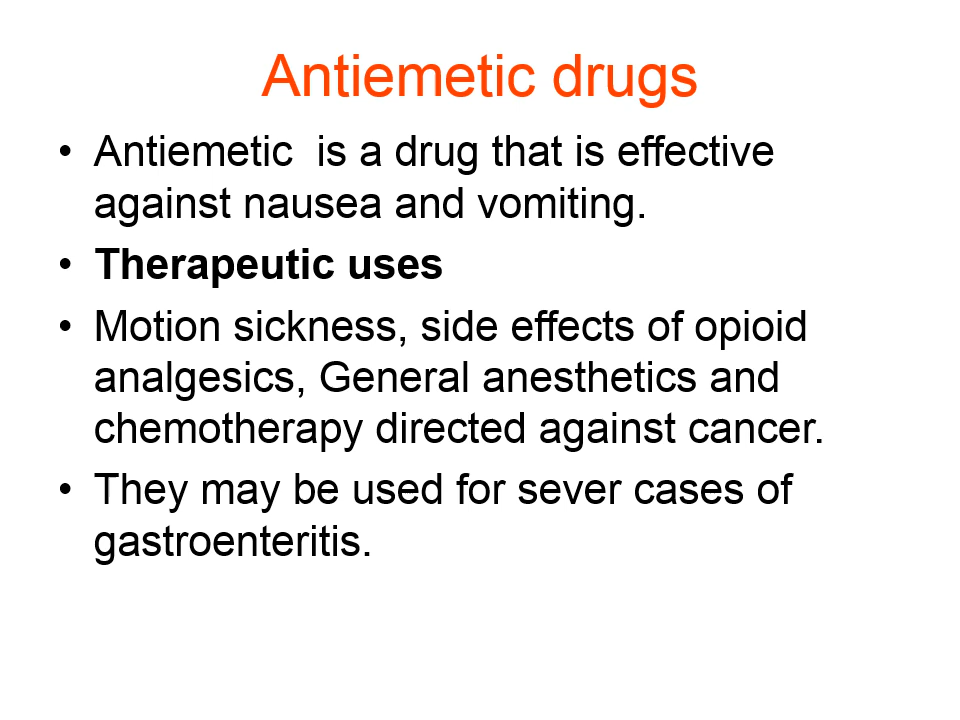 Antiemetic drugs
• Antiemetic  is a drug that is effective
against nausea and vomiting.
• Therapeutic uses
• Motion sickness, side effects of opioid
analgesics, General anesthetics and
chemotherapy directed against cancer.
• They may be used for sever cases of
gastroenteritis.